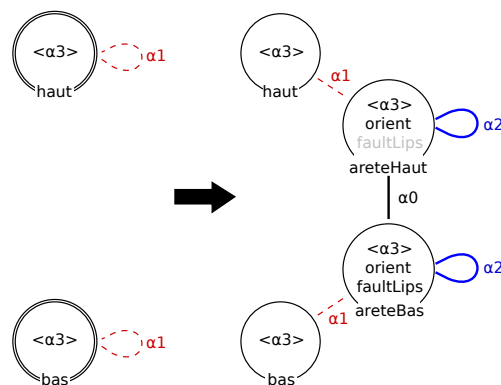 <α3>
α1
haut
<α3>
α1
haut
<α3>
orient
faultLips
α2
areteHaut
α0
<α3>
orient
faultLips
α2
areteBas
<α3>
α1
bas
<α3>
α1
bas